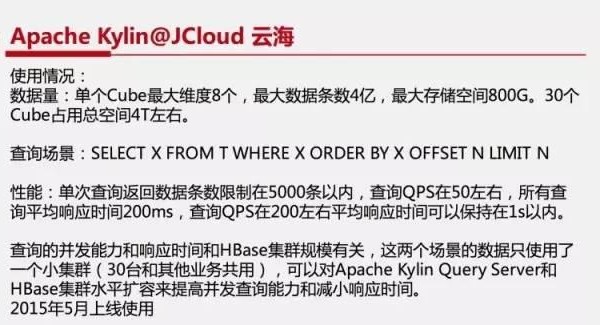 Apache Kylin@JCloud 云海
使用情况：
数据量：单个Cube最大维度8个，最大数据条数4亿，最大存储空间800G。30个
Cube占用总空间4T左右。
查询场景：SELECT X FROM T WHERE X ORDER BY X OFFSET N LIMIT N
性能：单次查询返回数据条数限制在5000条以内，查询QPS在50左右，所有查
询平均响应时间200ms，查询QPS在200左右平均响应时间可以保持在1s以内。
查询的并发能力和响应时间和HBase集群规模有关，这两个场景的数据只使用了
一个小集群（30台和其他业务共用），可以对Apache Kylin Query Server和
HBase集群水平扩容来提高并发查询能力和减小响应时间。
2015年5月上线使用